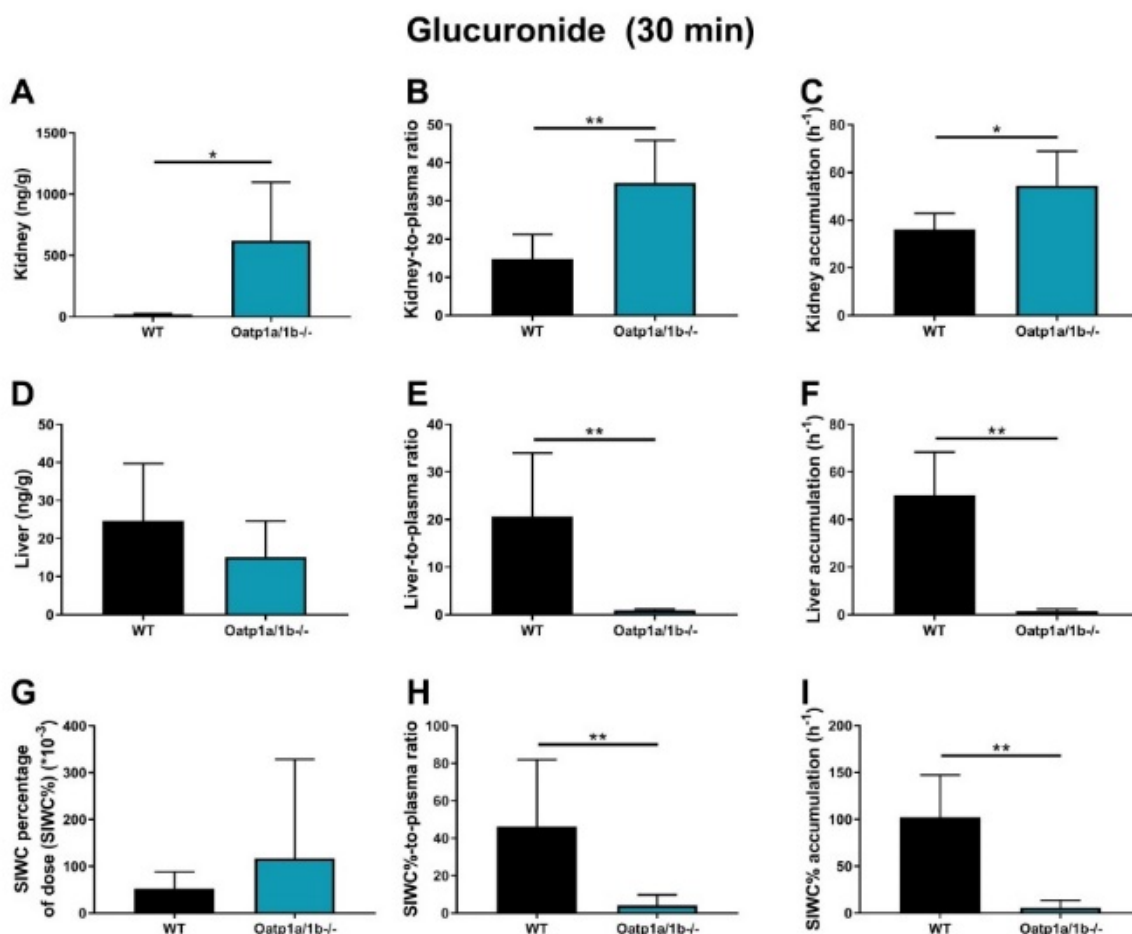 Glucuronide (30 min)
A
Kidney (ng/g)
1500
1000
500
0
*
WT
Oatp1a/1b-/-
B
Kidney-to-plasma ratio
50
40
30
20
10
0
**
WT
Oatp1a/1b-/-
C
Kidney accumulation (h⁻¹)
80
60
40
20
0
*
WT
Oatp1a/1b-/-
D
Liver (ng/g)
50
40
30
20
10
0
WT
Oatp1a/1b-/-
E
Liver-to-plasma ratio
40
30
20
10
0
**
WT
Oatp1a/1b-/-
F
Liver accumulation (h⁻¹)
80
60
40
20
0
**
WT
Oatp1a/1b-/-
G
SIWC percentage
of dose (SIWC%) (*10⁻³)
400
300
200
100
0
WT
Oatp1a/1b-/-
H
SIWC%-to-plasma ratio
100
80
60
40
20
0
**
WT
Oatp1a/1b-/-
I
SIWC% accumulation (h⁻¹)
200
150
100
50
0
**
WT
Oatp1a/1b-/-